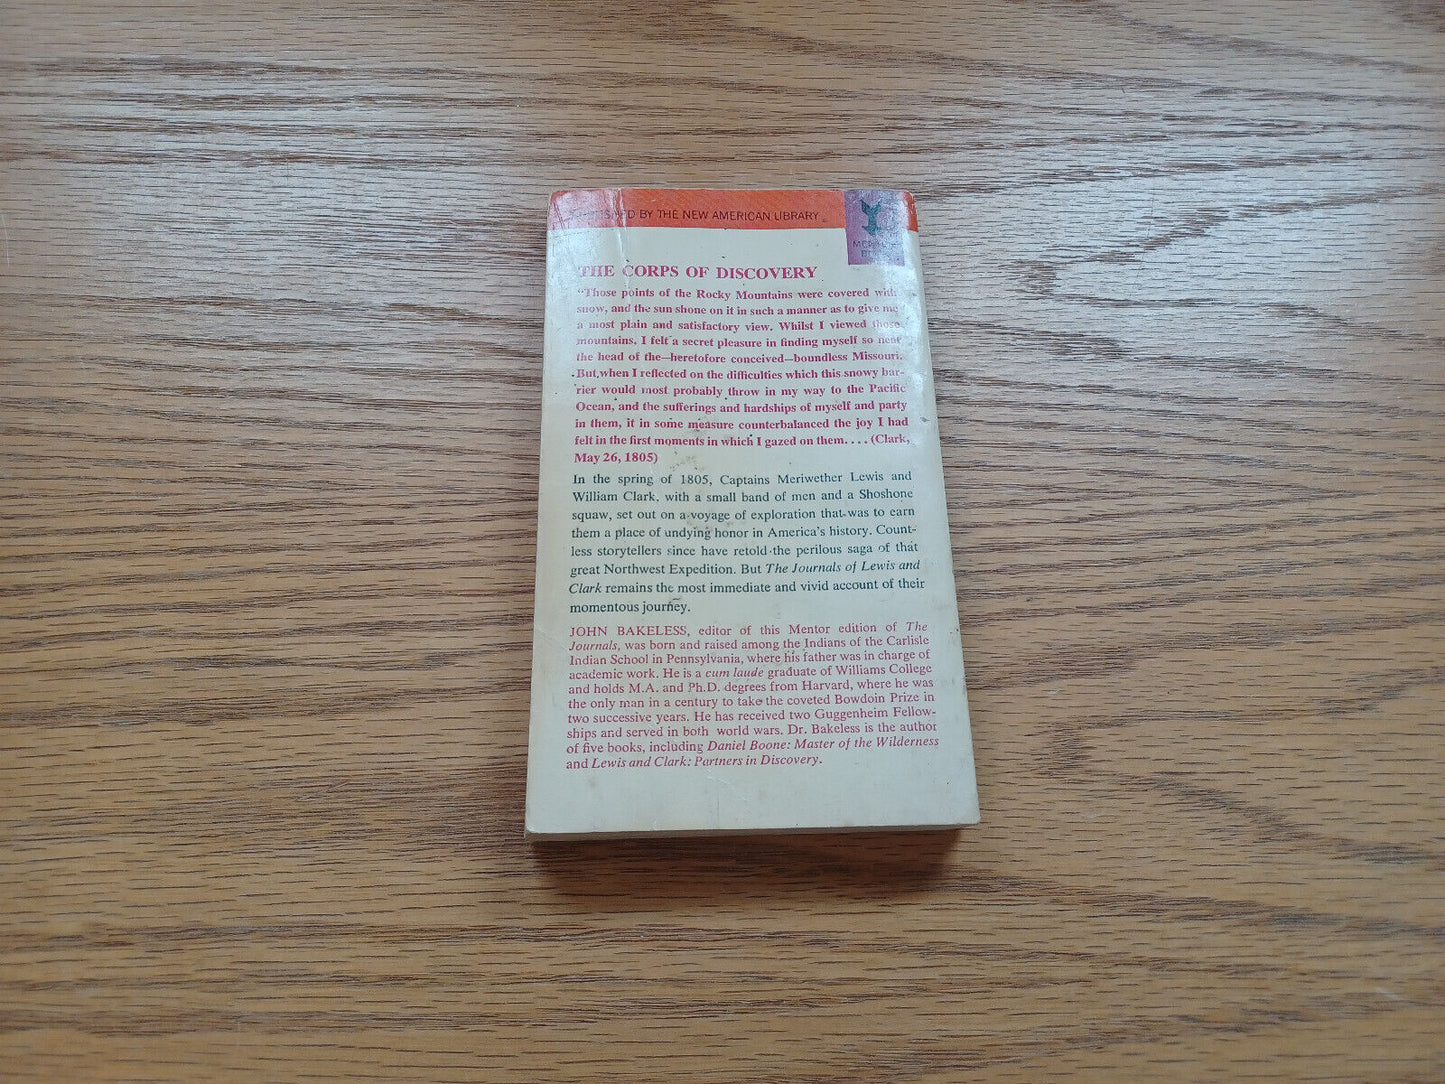 PUBLISHED BY THE NEW AMERICAN LIBRARY
MENTOR
THE CORPS OF DISCOVERY
"Those points of the Rocky Mountains were covered with
snow, and the sun shone on it in such a manner as to give me
a most plain and satisfactory view. Whilst I viewed those
mountains, I felt a secret pleasure in finding myself so near
the head of the—heretofore conceived—boundless Missouri.
But when I reflected on the difficulties which this snowy bar-
rier would most probably throw in my way to the Pacific
Ocean, and the sufferings and hardships of myself and party
in them, it in some measure counterbalanced the joy I had
felt in the first moments in which I gazed on them. . . . (Clark,
May 26, 1805)
In the spring of 1805, Captains Meriwether Lewis and
William Clark, with a small band of men and a Shoshone
squaw, set out on a voyage of exploration that was to earn
them a place of undying honor in America's history. Count-
less storytellers since have retold the perilous saga of that
great Northwest Expedition. But The Journals of Lewis and
Clark remains the most immediate and vivid account of their
momentous journey.
JOHN BAKELESS, editor of this Mentor edition of The
Journals, was born and raised among the Indians of the Carlisle
Indian School in Pennsylvania, where his father was in charge of
academic work. He is a cum laude graduate of Williams College
and holds M.A. and Ph.D. degrees from Harvard, where he was
the only man in a century to take the coveted Bowdoin Prize in
two successive years. He has received two Guggenheim Fellow-
ships and served in both world wars. Dr. Bakeless is the author
of five books, including Daniel Boone: Master of the Wilderness
and Lewis and Clark: Partners in Discovery.